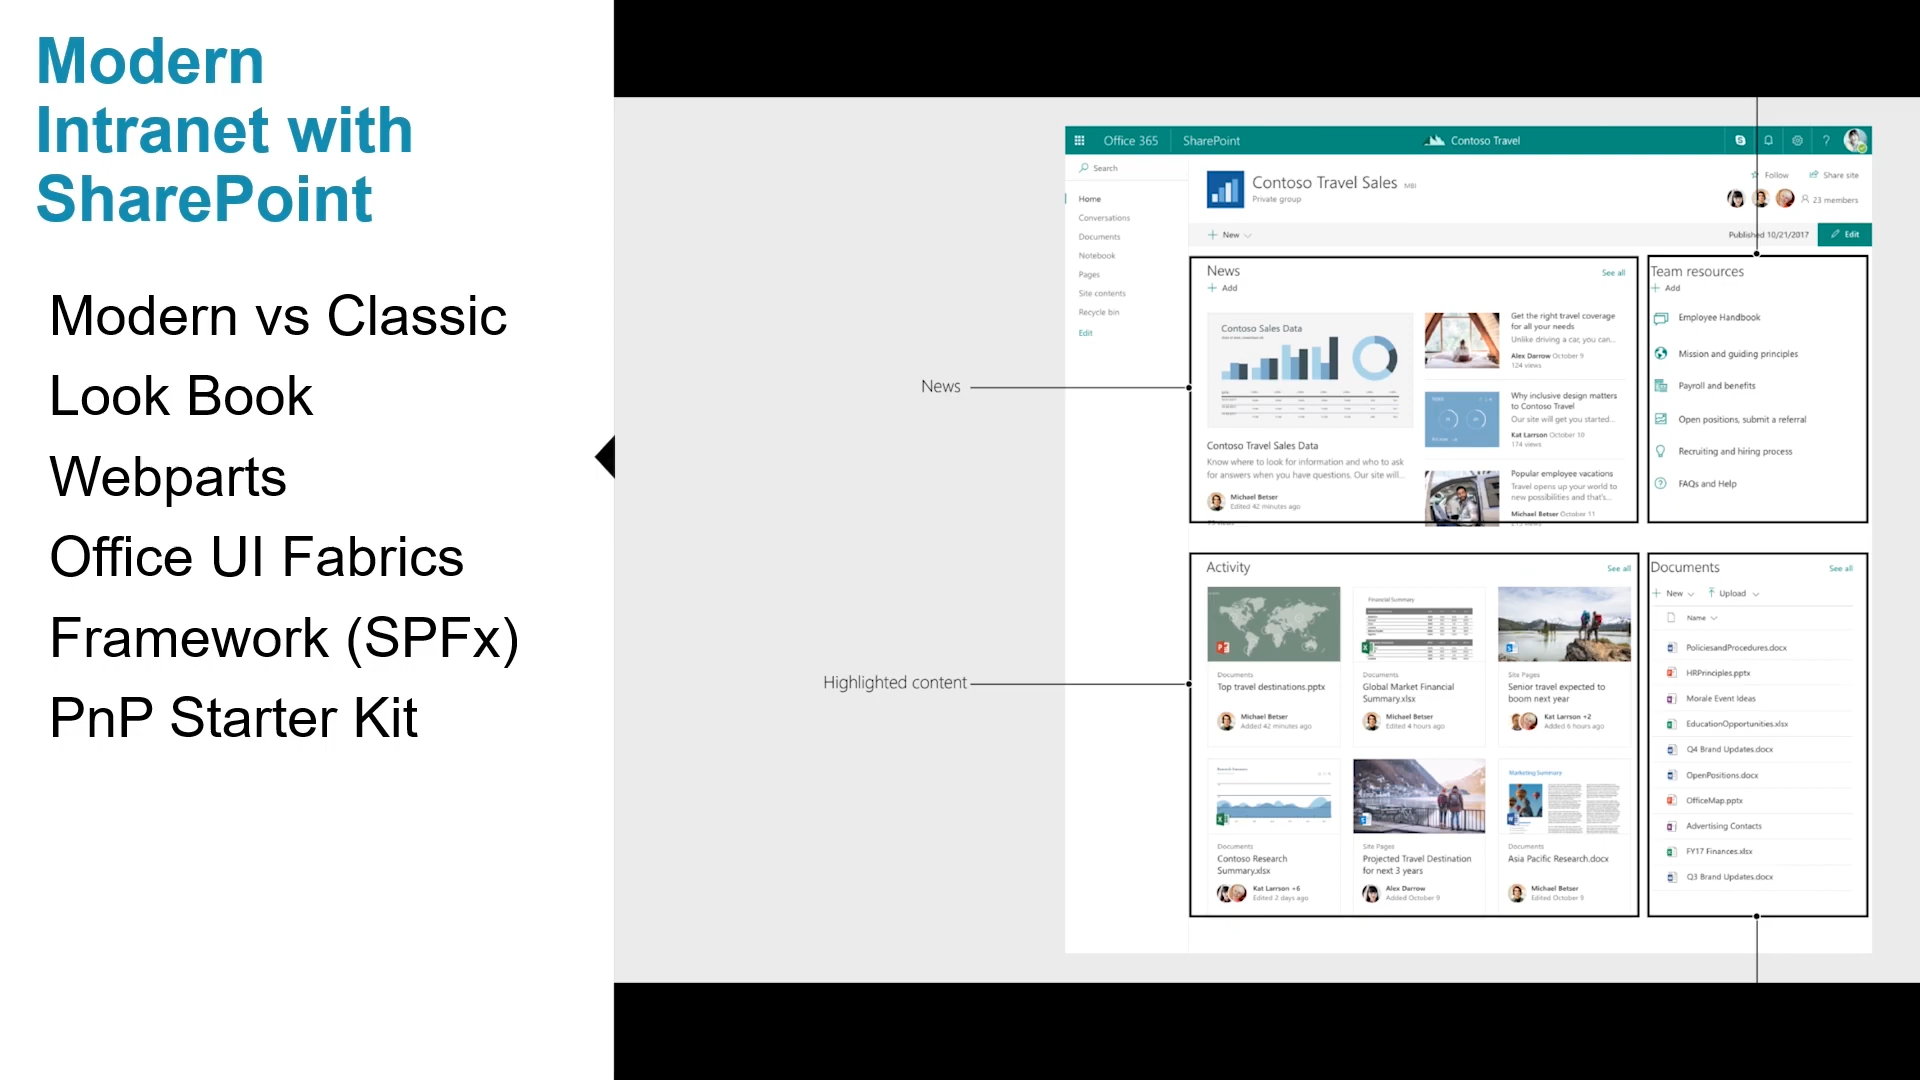 Modern
Intranet with
SharePoint
Modern vs Classic
Look Book
Webparts
Office UI Fabrics
Framework (SPFx)
PnP Starter Kit
News
Highlighted content
Office 365
SharePoint
Contoso Travel
?
Search
Home
Conversations
Documents
Notebook
Pages
Site contents
Recycle bin
Edit
Contoso Travel Sales MBI
Private group
Follow
Share site
23 members
New
Published 10/21/2017
Edit
News
See all
Add
Contoso Sales Data
Contoso Travel Sales Data
Know where to look for information and who to ask
for answers when you have questions. Our site will...
Michael Betser
Edited 42 minutes ago
Get the right travel coverage
for all your needs
Unlike driving a car, you can...
Alex Darrow October 9
124 views
Why inclusive design matters
to Contoso Travel
Our site will get you started...
Kat Larrson October 10
174 views
Popular employee vacations
Travel opens up your world to
new possibilities and that's...
Michael Betser October 11
Team resources
Add
Employee Handbook
Mission and guiding principles
Payroll and benefits
Open positions, submit a referral
Recruiting and hiring process
FAQs and Help
Activity
See all
Documents
Top travel destinations.pptx
Michael Betser
Added 42 minutes ago
Financial Summary
Documents
Global Market Financial
Summary.xlsx
Michael Betser
Edited 4 hours ago
Site Pages
Senior travel expected to
boom next year
Kat Larrson +2
Added 6 hours ago
Documents
Contoso Research
Summary.xlsx
Kat Larrson +6
Edited 2 days ago
Site Pages
Projected Travel Destination
for next 3 years
Alex Darrow
Added October 9
Marketing Summary
Documents
Asia Pacific Research.docx
Michael Betser
Edited October 9
Documents
See all
New
Upload
Name
PoliciesandProcedures.docx
HRPrinciples.pptx
Morale Event Ideas
EducationOpportunities.xlsx
Q4 Brand Updates.docx
OpenPositions.docx
OfficeMap.pptx
Advertising Contacts
FY17 Finances.xlsx
Q3 Brand Updates.docx